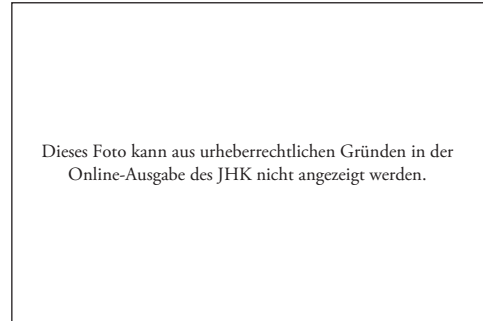 Dieses Foto kann aus urheberrechtlichen Gründen in der
Online-Ausgabe des JHK nicht angezeigt werden.